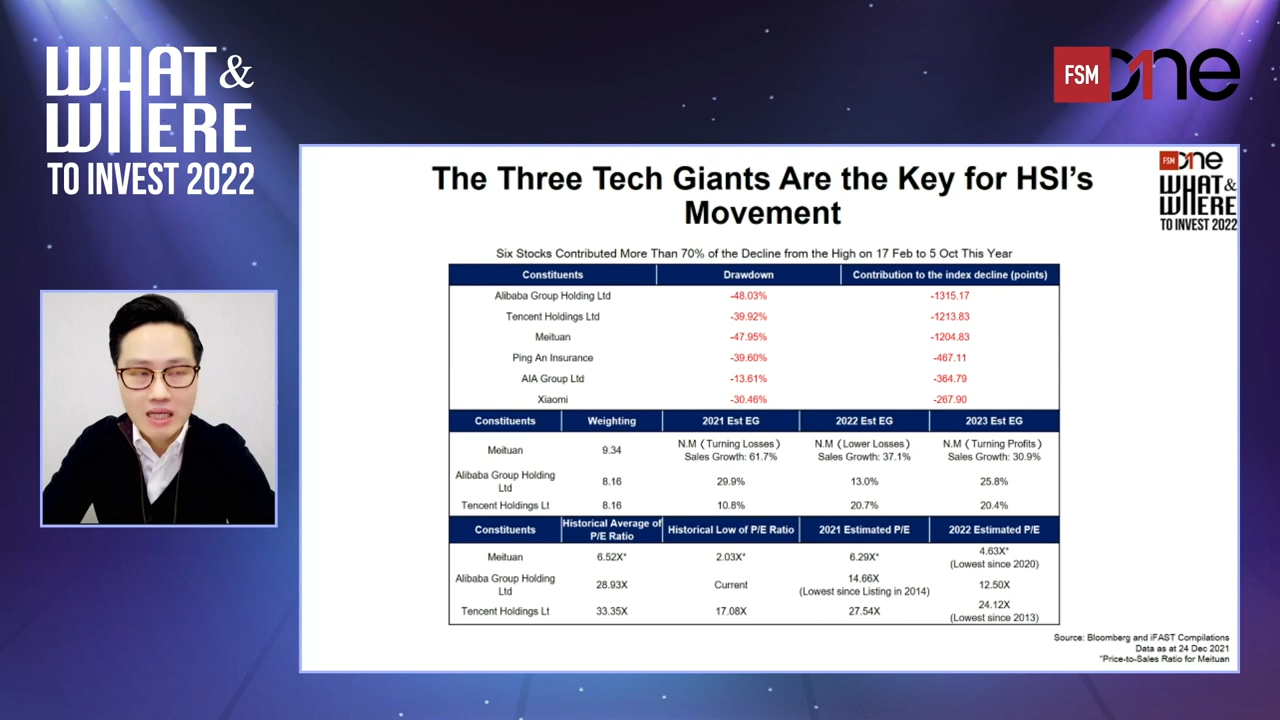 WHAT &
WHERE
TO INVEST 2022
FSM one
The Three Tech Giants Are the Key for HSI's
Movement
FSM one
WHAT &
WHERE
TO INVEST 2022
Six Stocks Contributed More Than 70% of the Decline from the High on 17 Feb to 5 Oct This Year
Constituents Drawdown Contribution to the index decline (points)
Alibaba Group Holding Ltd -48.03% -1315.17
Tencent Holdings Ltd -39.92% -1213.83
Meituan -47.95% -1204.83
Ping An Insurance -39.60% -467.11
AIA Group Ltd -13.61% -364.79
Xiaomi -30.46% -267.90
Constituents Weighting 2021 Est EG 2022 Est EG 2023 Est EG
Meituan 9.34 N.M (Turning Losses) N.M (Lower Losses) N.M (Turning Profits)
Sales Growth: 61.7% Sales Growth: 37.1% Sales Growth: 30.9%
Alibaba Group Holding
Ltd 8.16 29.9% 13.0% 25.8%
Tencent Holdings Lt 8.16 10.8% 20.7% 20.4%
Constituents Historical Average of
P/E Ratio Historical Low of P/E Ratio 2021 Estimated P/E 2022 Estimated P/E
Meituan 6.52X* 2.03X* 6.29X* 4.63X*
(Lowest since 2020)
Alibaba Group Holding
Ltd 28.93X Current 14.66X 12.50X
(Lowest since Listing in 2014)
Tencent Holdings Lt 33.35X 17.08X 27.54X 24.12X
(Lowest since 2013)
Source: Bloomberg and iFAST Compilations
Data as at 24 Dec 2021
*Price-to-Sales Ratio for Meituan